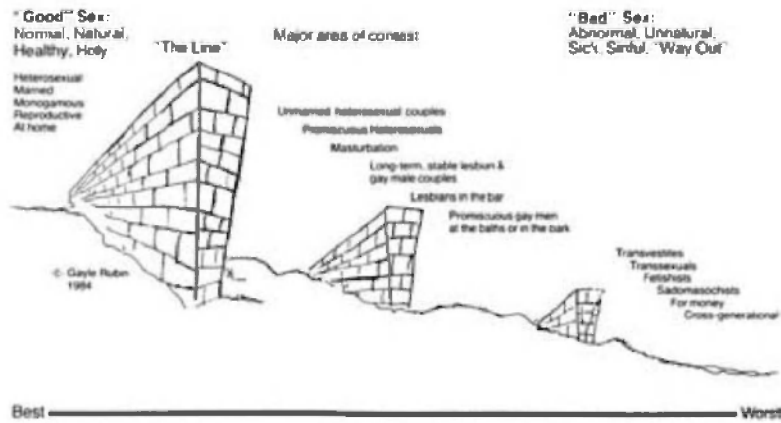 "Good" Sex:
Normal, Natural,
Healthy, Holy
Heterosexual
Married
Monogamous
Reproductive
At home
"The Line"
Major area of contest
Unmarried heterosexual couples
Promiscuous Heterosexuals
Masturbation
Long-term, stable lesbian &
gay male couples
Lesbians in the bar
Promiscuous gay men
at the baths or in the park
"Bad" Sex:
Abnormal, Unnatural,
Sick, Sinful, "Way Out"
Transvestites
Transsexuals
Fetishists
Sadomasochists
For money
Cross-generational
© Gayle Rubin
1984
Best
Worst